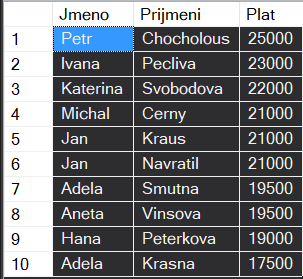 Jmeno Prijmeni Plat
1 Petr Chocholous 25000
2 Ivana Pecliva 23000
3 Katerina Svobodova 22000
4 Michal Cerny 21000
5 Jan Kraus 21000
6 Jan Navratil 21000
7 Adela Smutna 19500
8 Aneta Vinsova 19500
9 Hana Peterkova 19000
10 Adela Krasna 17500